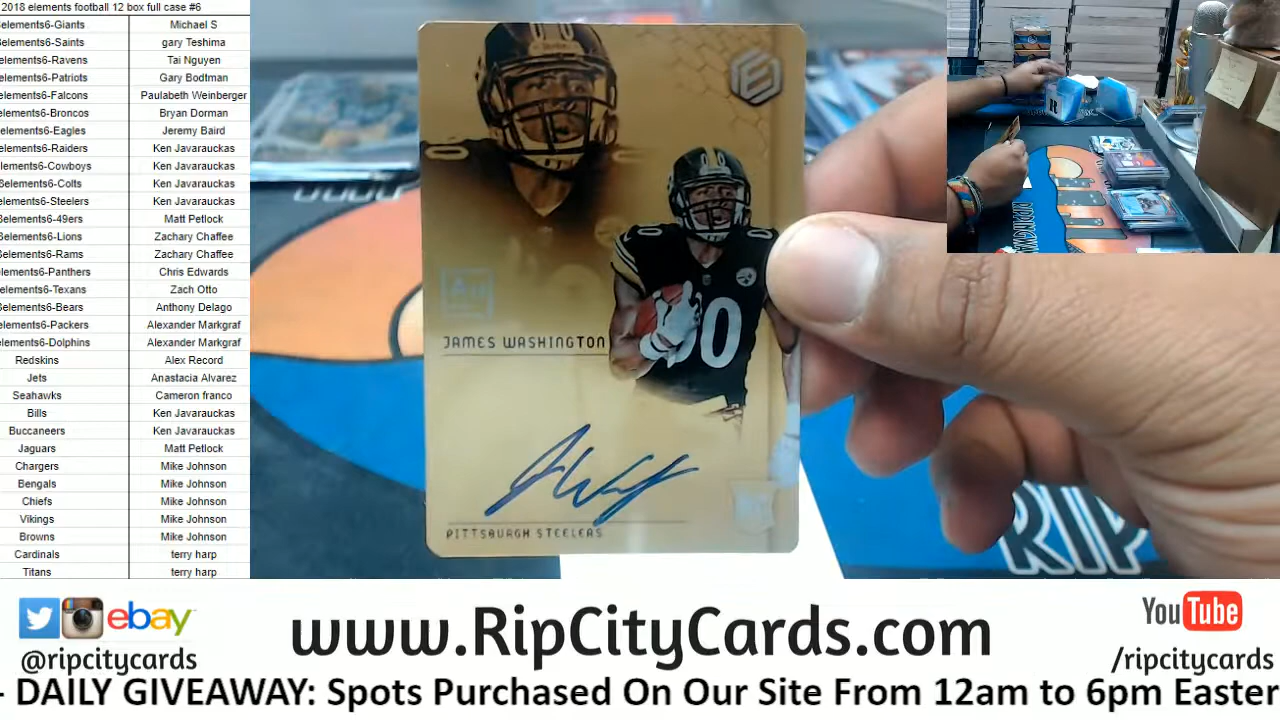 2018 elements football 12 box full case #6
elements6-Giants Michael S
elements6-Saints gary Teshima
elements6-Ravens Tai Nguyen
elements6-Patriots Gary Bodtman
elements6-Falcons Paulabeth Weinberger
elements6-Broncos Bryan Dorman
elements6-Eagles Jeremy Baird
elements6-Raiders Ken Javarauckas
elements6-Cowboys Ken Javarauckas
8elements6-Colts Ken Javarauckas
elements6-Steelers Ken Javarauckas
8elements6-49ers Matt Petlock
8elements6-Lions Zachary Chaffee
elements6-Rams Zachary Chaffee
elements6-Panthers Chris Edwards
elements6-Texans Zach Otto
elements6-Bears Anthony Delago
elements6-Packers Alexander Markgraf
elements6-Dolphins Alexander Markgraf
Redskins Alex Record
Jets Anastacia Alvarez
Seahawks Cameron franco
Bills Ken Javarauckas
Buccaneers Ken Javarauckas
Jaguars Matt Petlock
Chargers Mike Johnson
Bengals Mike Johnson
Chiefs Mike Johnson
Vikings Mike Johnson
Browns Mike Johnson
Cardinals terry harp
Titans terry harp
Au
JAMES WASHINGTON
PITTSBURGH STEELERS
RIP
ebay
@ripcitycards
www.RipCityCards.com
YouTube
/ripcitycards
- DAILY GIVEAWAY: Spots Purchased On Our Site From 12am to 6pm Easter